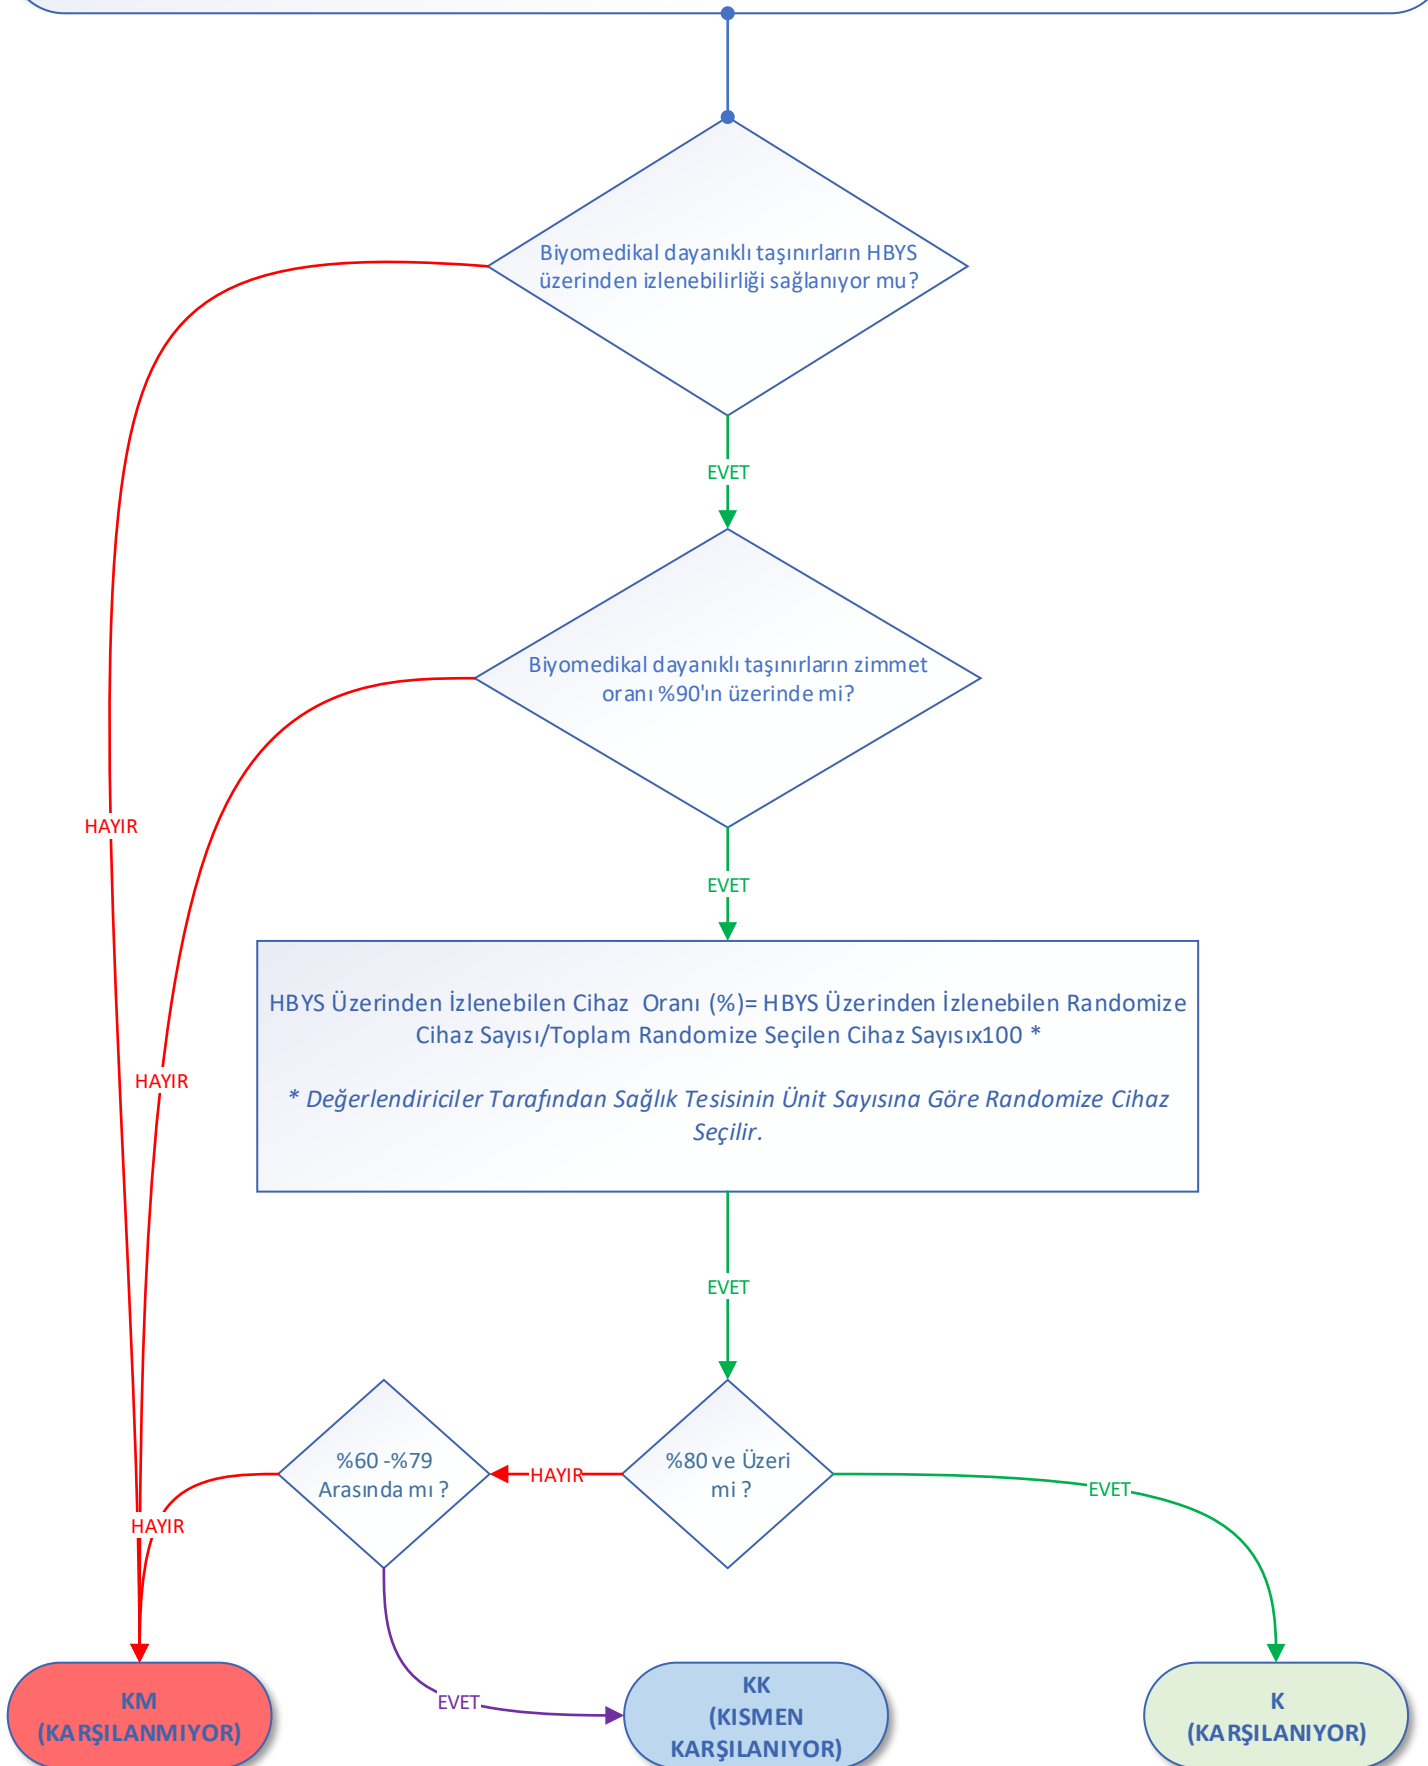 Biyomedikal dayanıklı taşınırların HBYS
üzerinden izlenebilirliği sağlanıyor mu?
EVET
Biyomedikal dayanıklı taşınırların zimmet
oranı %90'ın üzerinde mi?
HAYIR
EVET
HBYS Üzerinden İzlenebilen Cihaz Oranı (%)= HBYS Üzerinden İzlenebilen Randomize
Cihaz Sayısı/Toplam Randomize Seçilen Cihaz Sayısıx100 *
HAYIR
* Değerlendiriciler Tarafından Sağlık Tesisinin Ünit Sayısına Göre Randomize Cihaz
Seçilir.
EVET
%60 -%79
Arasında mı ?
HAYIR
%80 ve Üzeri
mi ?
EVET
HAYIR
EVET
KM
(KARŞILANMIYOR)
KK
(KISMEN
KARŞILANIYOR)
K
(KARŞILANIYOR)